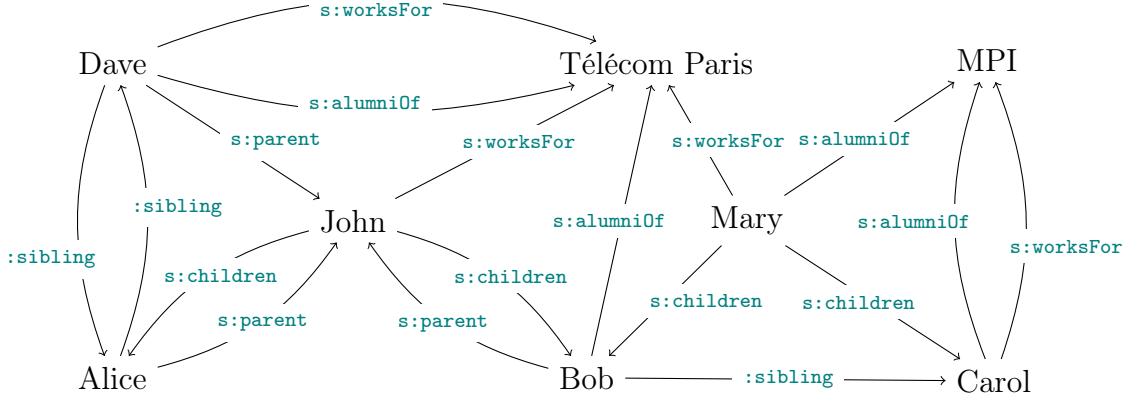 s:worksFor
Dave
Télécom Paris
MPI
s:alumniOf
s:parent
s:worksFor
s:worksFor
s:alumniOf
:sibling
John
s:alumniOf
Mary
s:alumniOf
s:worksFor
:sibling
s:children
s:children
s:children
s:children
s:parent
s:parent
Alice
Bob
:sibling
Carol